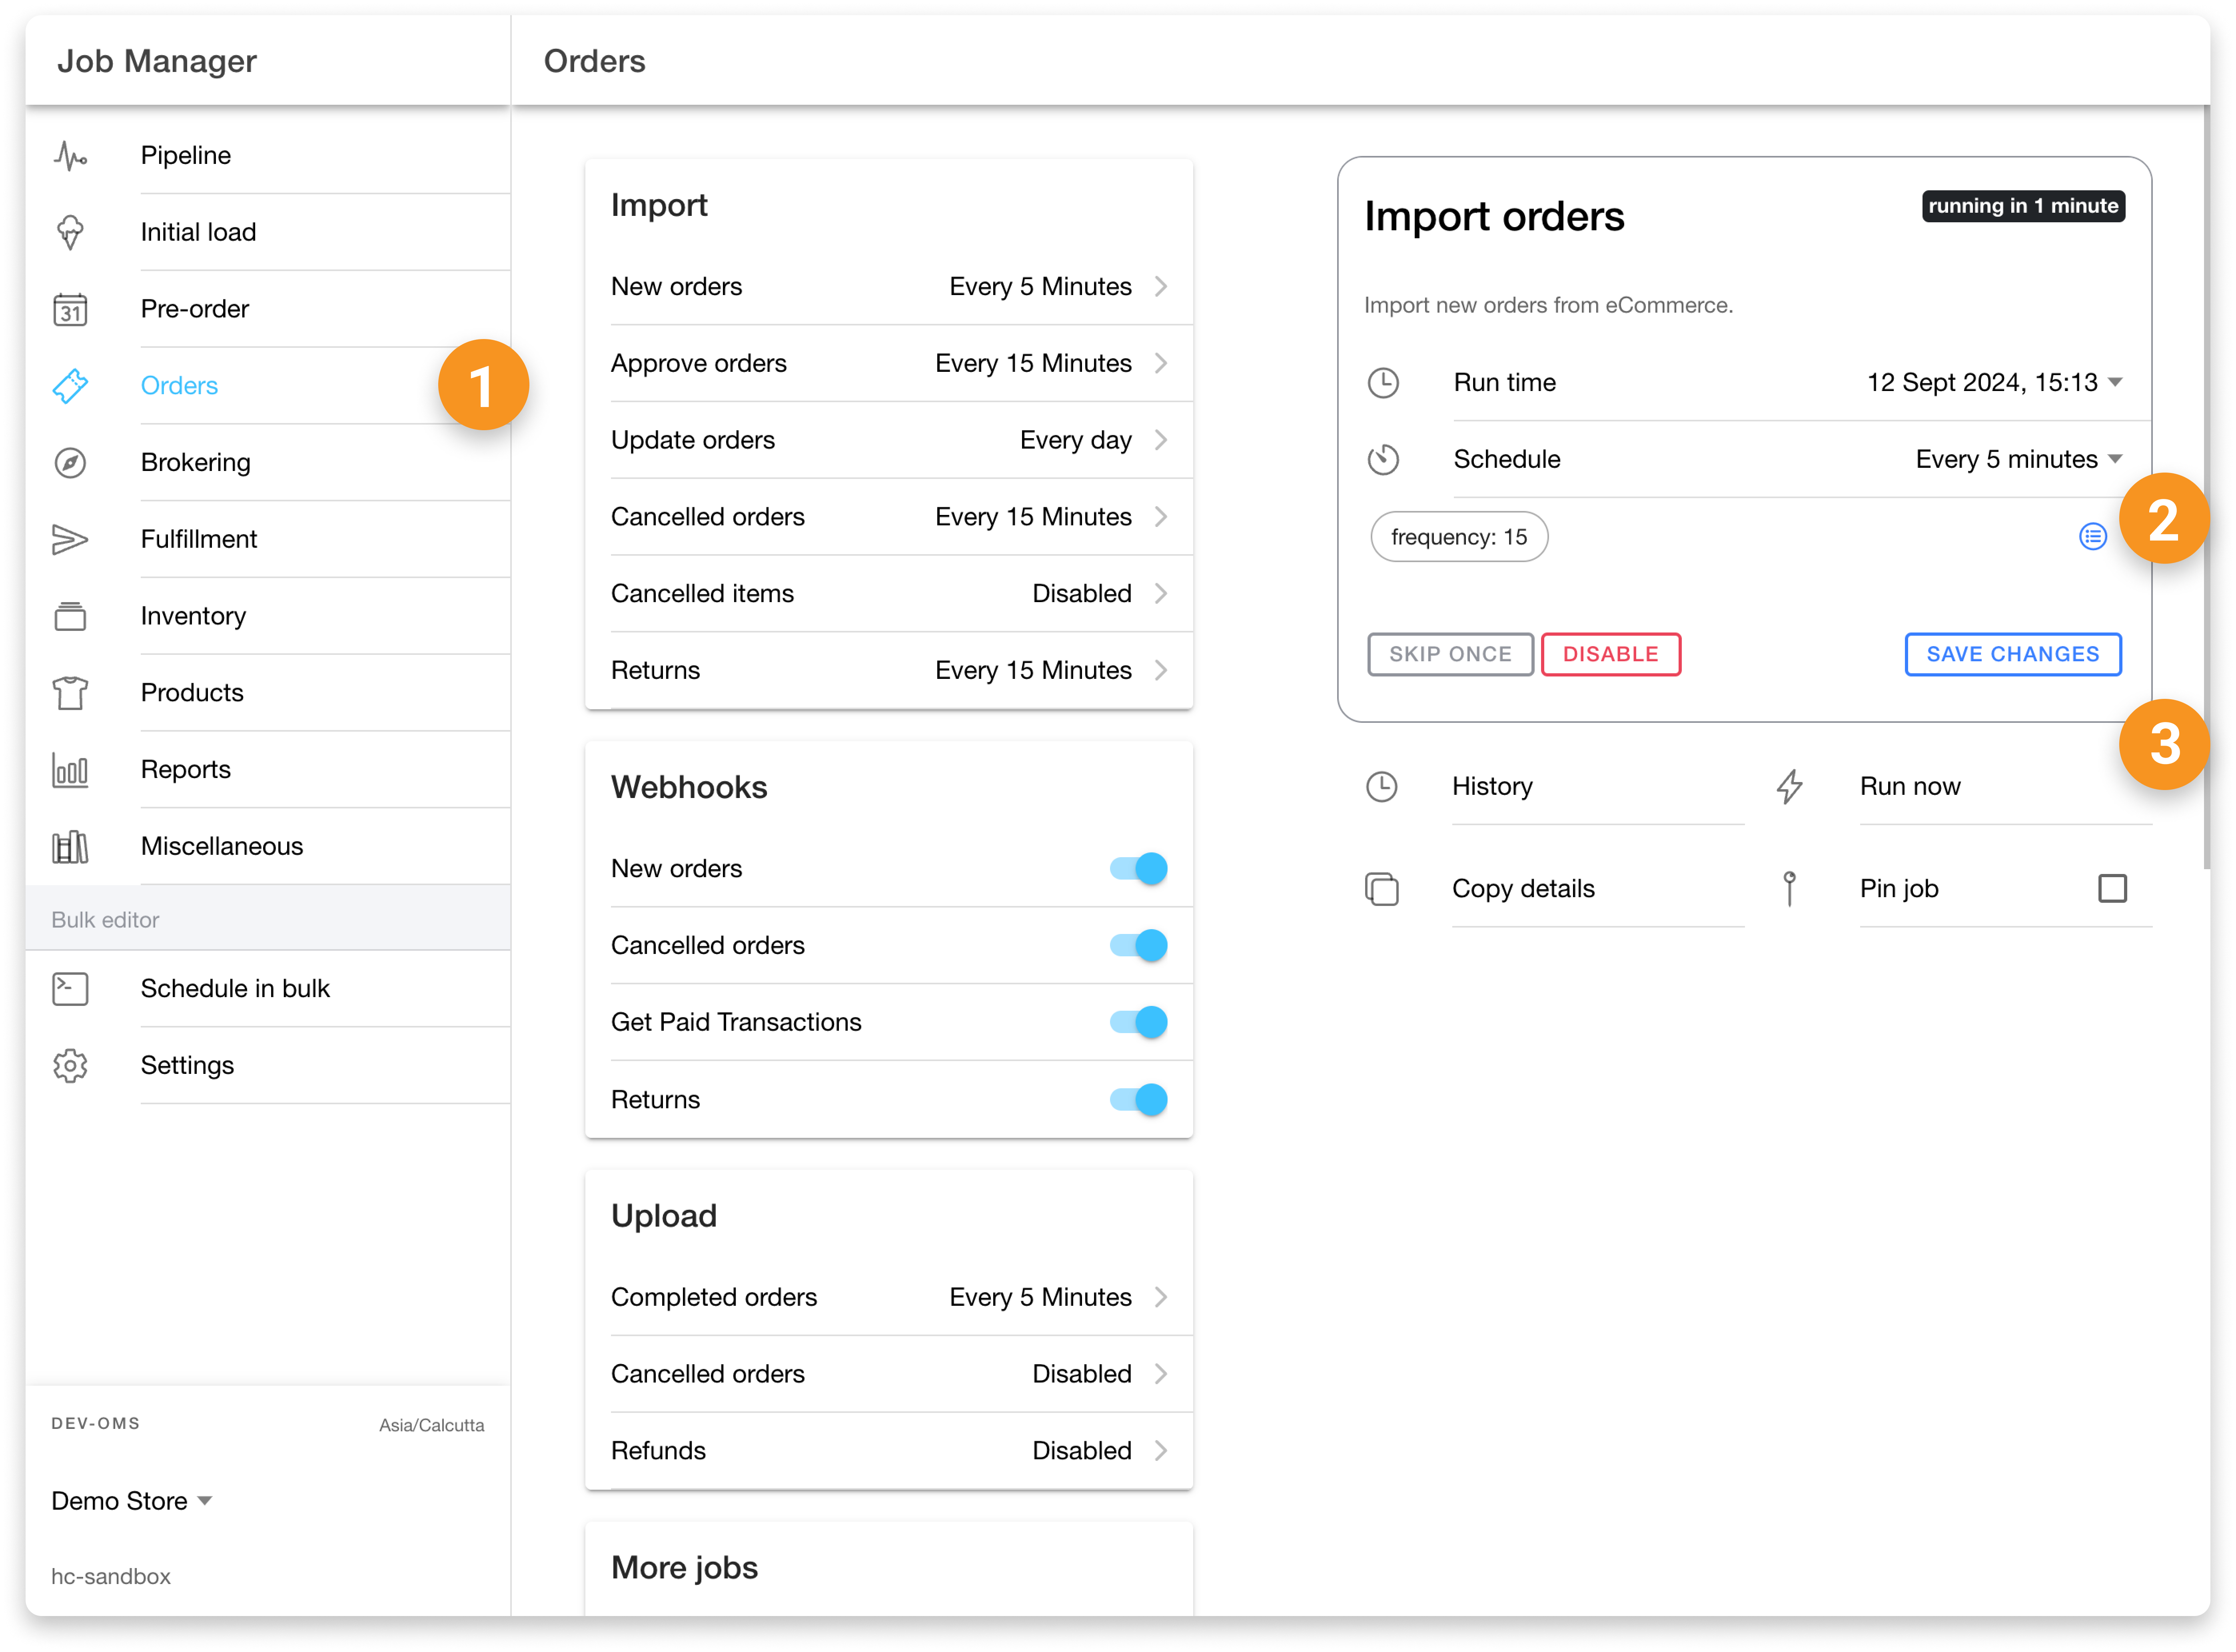 Job Manager
Orders
Pipeline
Initial load
31
Pre-order
Orders
1
Brokering
Fulfillment
Inventory
Products
Reports
Miscellaneous
Bulk editor
Schedule in bulk
Settings
DEV-OMS Asia/Calcutta
Demo Store
hc-sandbox
Import
New orders Every 5 Minutes
Approve orders Every 15 Minutes
Update orders Every day
Cancelled orders Every 15 Minutes
Cancelled items Disabled
Returns Every 15 Minutes
Webhooks
New orders
Cancelled orders
Get Paid Transactions
Returns
Upload
Completed orders Every 5 Minutes
Cancelled orders Disabled
Refunds Disabled
More jobs
Import orders running in 1 minute
Import new orders from eCommerce.
Run time 12 Sept 2024, 15:13
Schedule Every 5 minutes
2
frequency: 15
SKIP ONCE DISABLE SAVE CHANGES
3
History Run now
Copy details Pin job